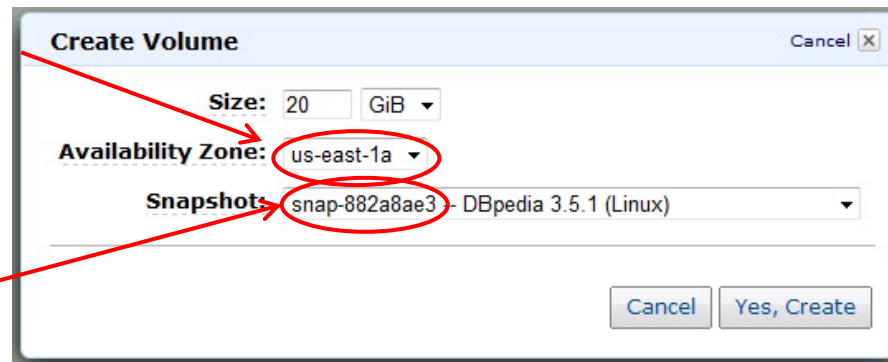 Create Volume Cancel X
Size: 20 GiB
Availability Zone: us-east-1a
Snapshot: snap-882a8ae3 -- DBpedia 3.5.1 (Linux)
Cancel Yes, Create